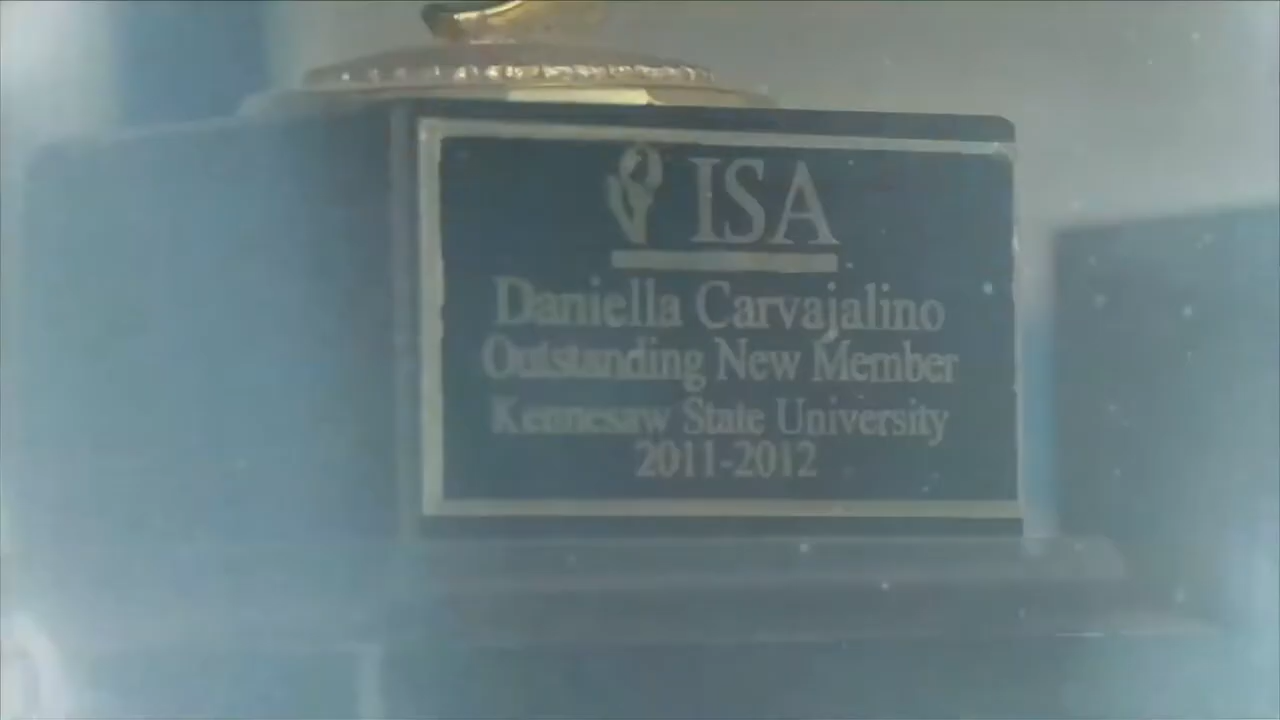 ISA
Daniella Carvajalino
Outstanding New Member
Kennesaw State University
2011-2012